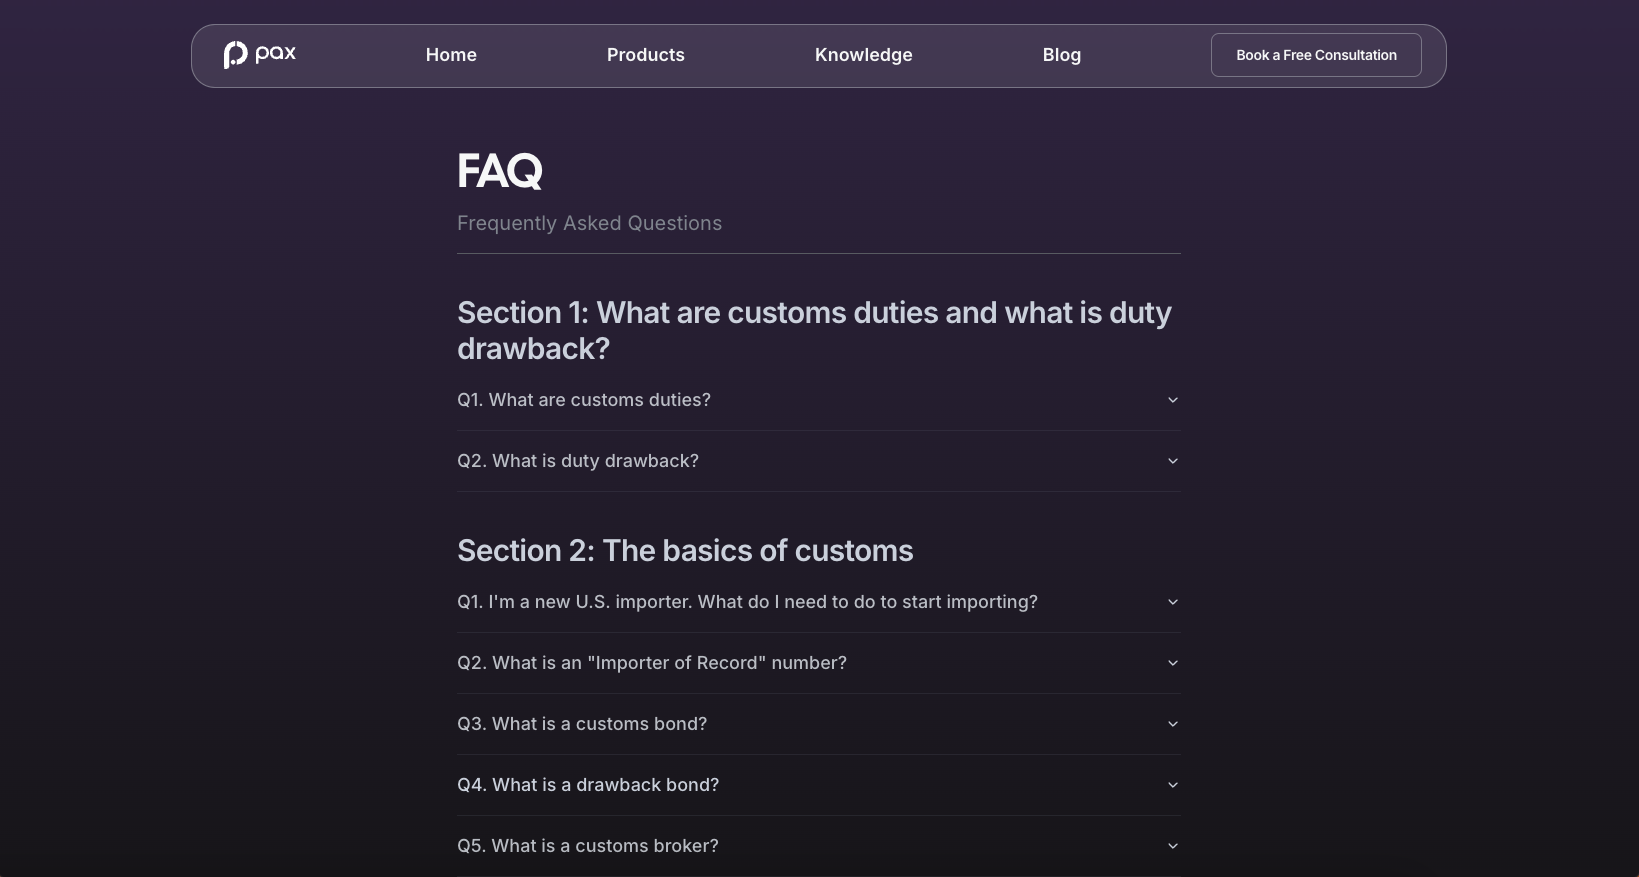 pax
Home
Products
Knowledge
Blog
Book a Free Consultation
FAQ
Frequently Asked Questions
Section 1: What are customs duties and what is duty
drawback?
Q1. What are customs duties?
Q2. What is duty drawback?
Section 2: The basics of customs
Q1. I'm a new U.S. importer. What do I need to do to start importing?
Q2. What is an "Importer of Record" number?
Q3. What is a customs bond?
Q4. What is a drawback bond?
Q5. What is a customs broker?